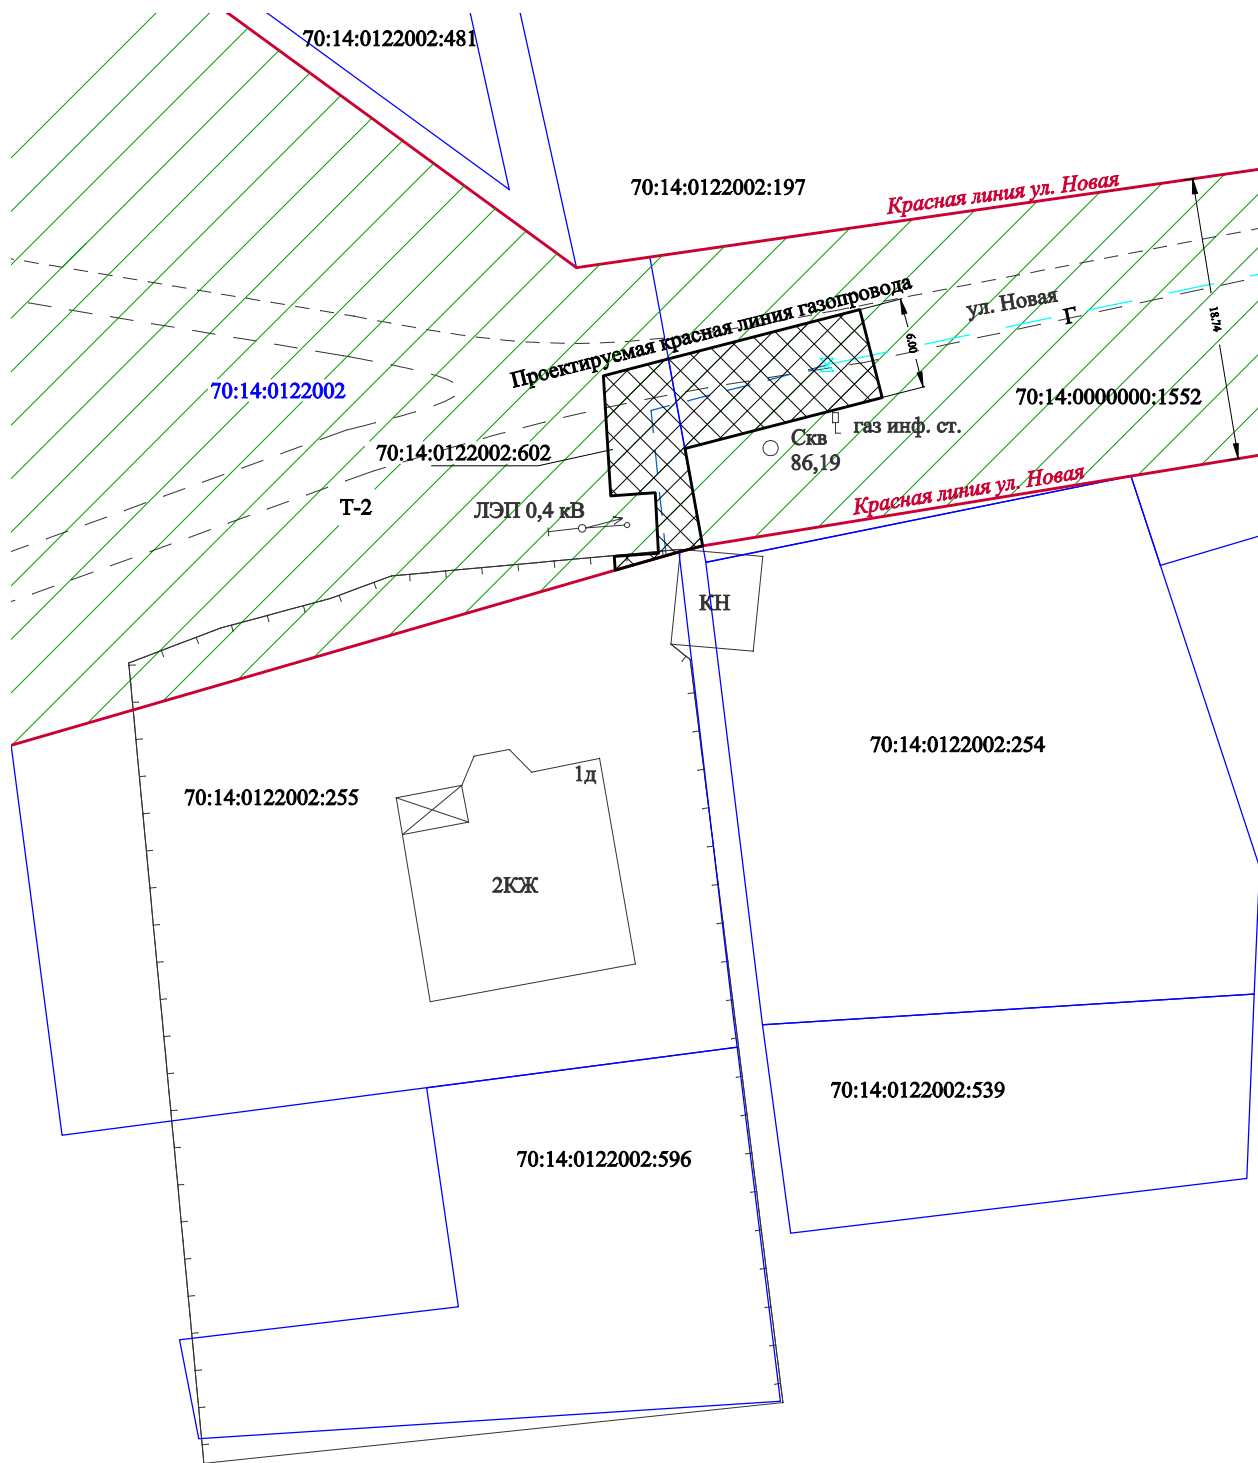 70:14:0122002:481
70:14:0122002:197
Красная линия ул. Новая
Проектируемая красная линия газопровода
ул. Новая
Г
18.74
6.00
70:14:0122002
70:14:0000000:1552
газ инф. ст.
Скв
86,19
70:14:0122002:602
Красная линия ул. Новая
Т-2
ЛЭП 0,4 кВ
КН
70:14:0122002:254
1д
70:14:0122002:255
2КЖ
70:14:0122002:539
70:14:0122002:596